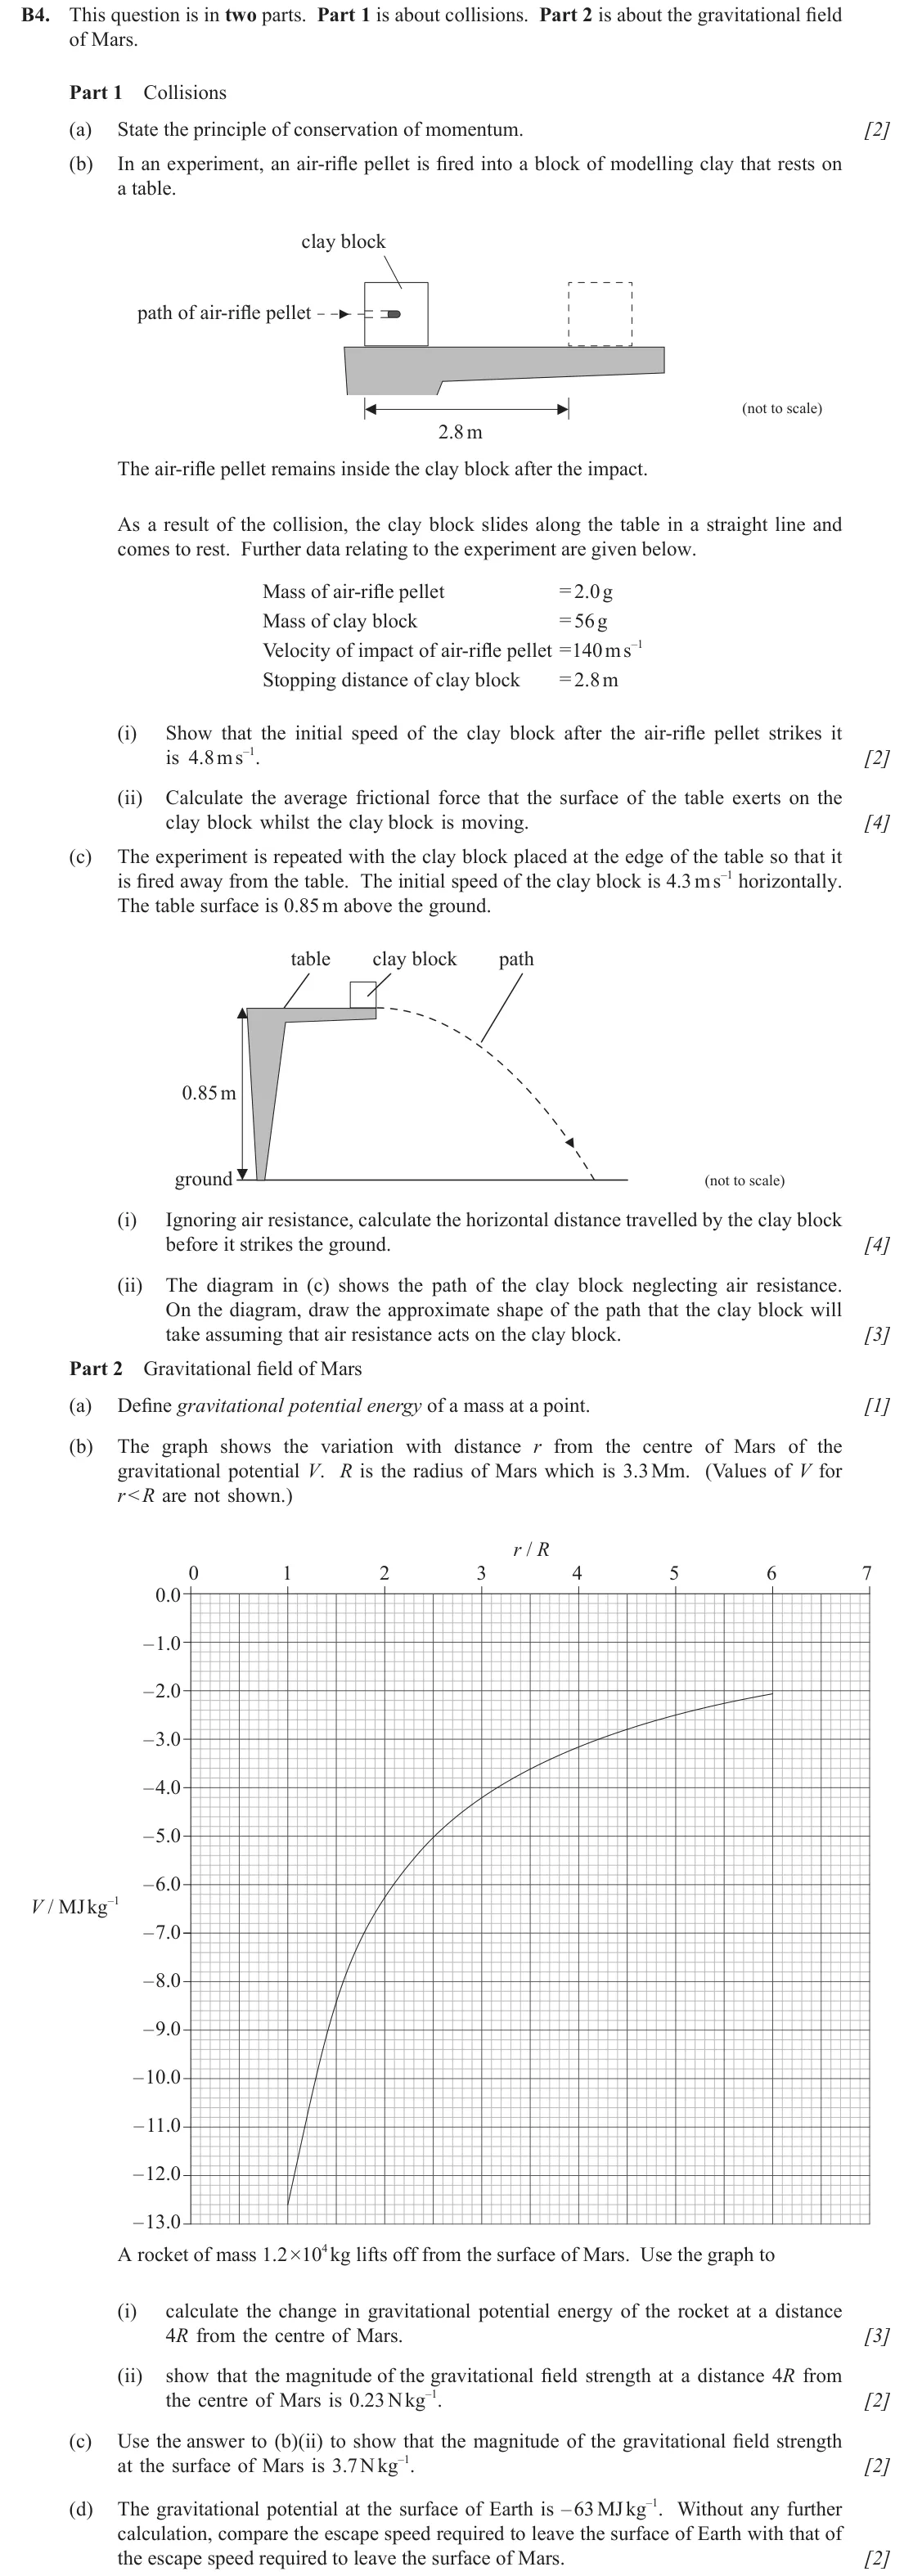 B4. This question is in two parts. Part 1 is about collisions. Part 2 is about the gravitational field
of Mars.
Part 1 Collisions
(a) State the principle of conservation of momentum. [2]
(b) In an experiment, an air-rifle pellet is fired into a block of modelling clay that rests on
a table.
clay block
path of air-rifle pellet
(not to scale)
2.8 m
The air-rifle pellet remains inside the clay block after the impact.
As a result of the collision, the clay block slides along the table in a straight line and
comes to rest. Further data relating to the experiment are given below.
Mass of air-rifle pellet = 2.0 g
Mass of clay block = 56 g
Velocity of impact of air-rifle pellet = 140 m s⁻¹
Stopping distance of clay block = 2.8 m
(i) Show that the initial speed of the clay block after the air-rifle pellet strikes it
is 4.8 m s⁻¹. [2]
(ii) Calculate the average frictional force that the surface of the table exerts on the
clay block whilst the clay block is moving. [4]
(c) The experiment is repeated with the clay block placed at the edge of the table so that it
is fired away from the table. The initial speed of the clay block is 4.3 m s⁻¹ horizontally.
The table surface is 0.85 m above the ground.
table clay block path
0.85 m
ground
(not to scale)
(i) Ignoring air resistance, calculate the horizontal distance travelled by the clay block
before it strikes the ground. [4]
(ii) The diagram in (c) shows the path of the clay block neglecting air resistance.
On the diagram, draw the approximate shape of the path that the clay block will
take assuming that air resistance acts on the clay block. [3]
Part 2 Gravitational field of Mars
(a) Define gravitational potential energy of a mass at a point. [1]
(b) The graph shows the variation with distance r from the centre of Mars of the
gravitational potential V. R is the radius of Mars which is 3.3 Mm. (Values of V for
r < R are not shown.)
r / R
0 1 2 3 4 5 6 7
0.0
–1.0
–2.0
–3.0
–4.0
–5.0
–6.0
V / MJ kg⁻¹
–7.0
–8.0
–9.0
–10.0
–11.0
–12.0
–13.0
A rocket of mass 1.2×10⁴ kg lifts off from the surface of Mars. Use the graph to
(i) calculate the change in gravitational potential energy of the rocket at a distance
4R from the centre of Mars. [3]
(ii) show that the magnitude of the gravitational field strength at a distance 4R from
the centre of Mars is 0.23 N kg⁻¹. [2]
(c) Use the answer to (b)(ii) to show that the magnitude of the gravitational field strength
at the surface of Mars is 3.7 N kg⁻¹. [2]
(d) The gravitational potential at the surface of Earth is –63 MJ kg⁻¹. Without any further
calculation, compare the escape speed required to leave the surface of Earth with that of
the escape speed required to leave the surface of Mars. [2]